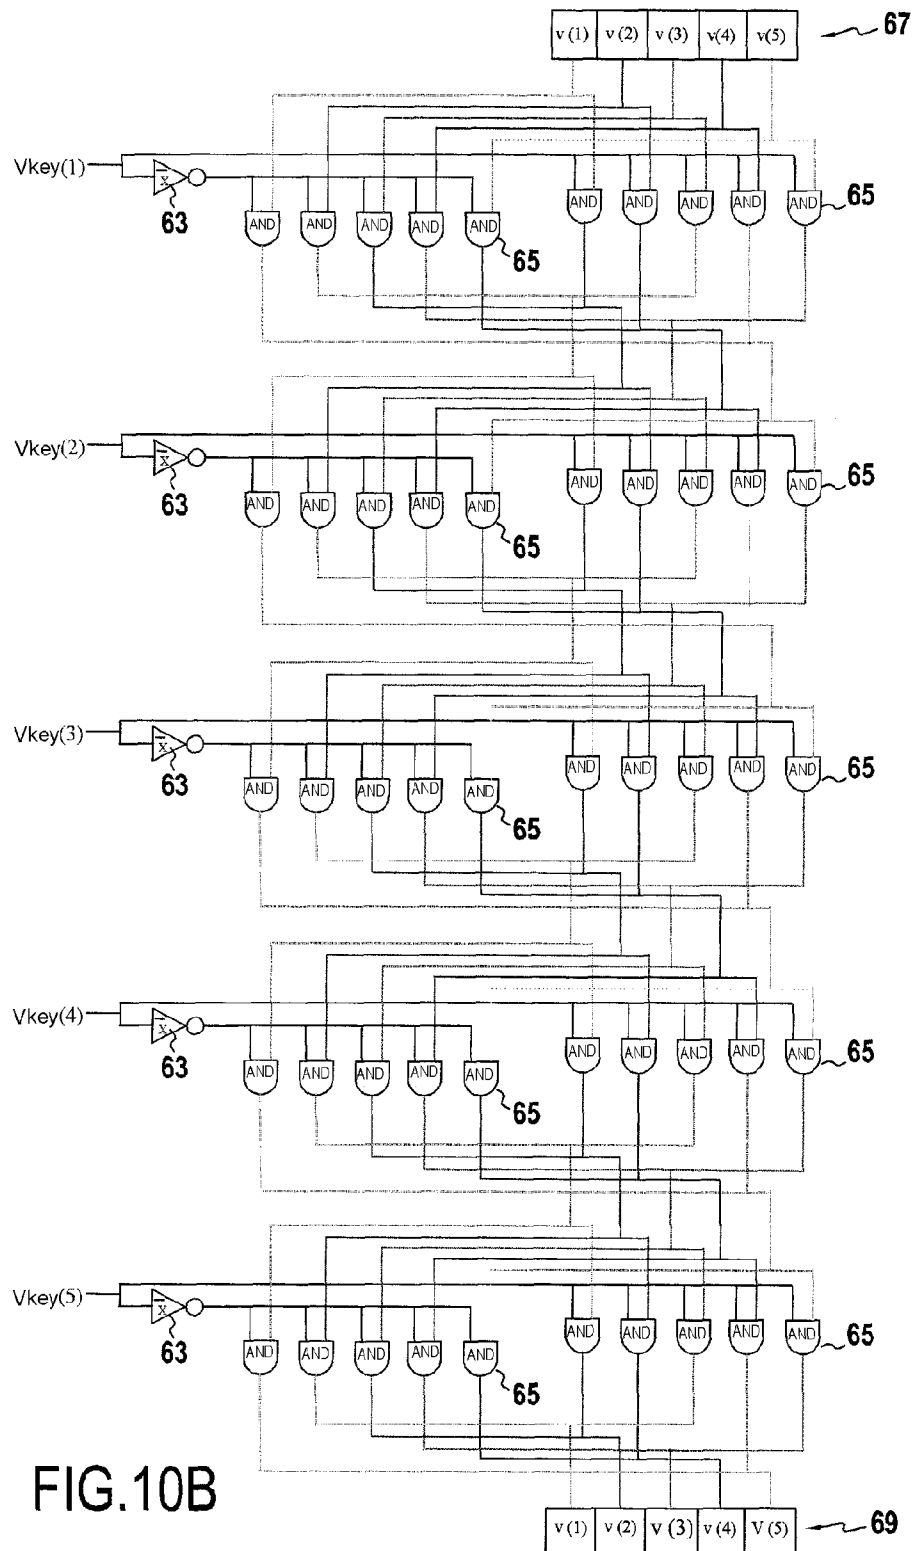 v(1) v(2) v(3) v(4) v(5) 67
Vkey(1) x 63
AND AND AND AND AND 65
AND AND AND AND AND 65
Vkey(2) x 63
AND AND AND AND AND 65
AND AND AND AND AND 65
Vkey(3) x 63
AND AND AND AND AND 65
AND AND AND AND AND 65
Vkey(4) x 63
AND AND AND AND AND 65
AND AND AND AND AND 65
Vkey(5) x 63
AND AND AND AND AND 65
AND AND AND AND AND 65
FIG.10B
v(1) v(2) v(3) v(4) V(5) 69